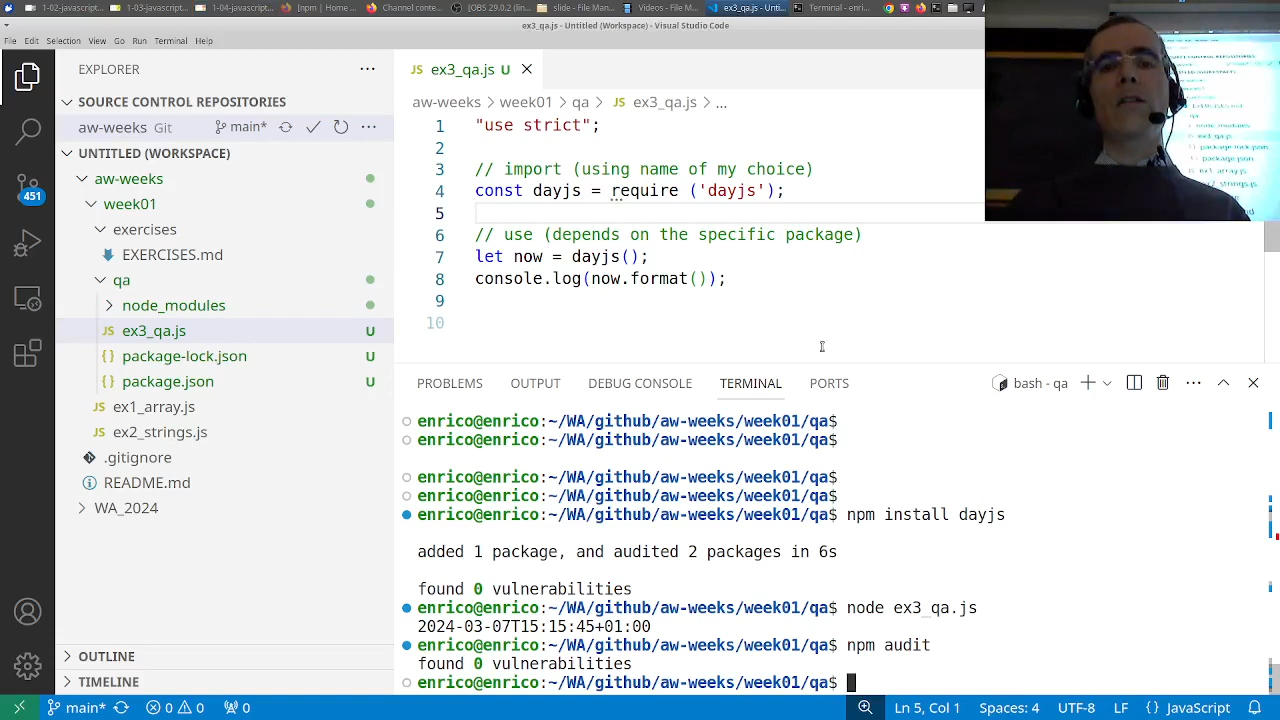 ex3_qa.js - Untitled (Workspace) - Visual Studio Code
File Edit Selection View Go Run Terminal Help
JS ex3_qa.js
SOURCE CONTROL REPOSITORIES
aw-weeks Git main*
UNTITLED (WORKSPACE)
aw-weeks
week01
exercises
EXERCISES.md
qa
node_modules
JS ex3_qa.js U
{} package-lock.json U
{} package.json U
JS ex1_array.js
JS ex2_strings.js
.gitignore
README.md
WA_2024
OUTLINE
TIMELINE
451
aw-weeks > week01 > qa > JS ex3_qa.js > ...
1 "use strict";
2
3 // import (using name of my choice)
4 const dayjs = require ('dayjs');
5
6 // use (depends on the specific package)
7 let now = dayjs();
8 console.log(now.format());
9
10
PROBLEMS OUTPUT DEBUG CONSOLE TERMINAL PORTS bash - qa
enrico@enrico:~/WA/github/aw-weeks/week01/qa$
enrico@enrico:~/WA/github/aw-weeks/week01/qa$
enrico@enrico:~/WA/github/aw-weeks/week01/qa$
enrico@enrico:~/WA/github/aw-weeks/week01/qa$
enrico@enrico:~/WA/github/aw-weeks/week01/qa$ npm install dayjs
added 1 package, and audited 2 packages in 6s
found 0 vulnerabilities
enrico@enrico:~/WA/github/aw-weeks/week01/qa$ node ex3_qa.js
2024-03-07T15:15:45+01:00
enrico@enrico:~/WA/github/aw-weeks/week01/qa$ npm audit
found 0 vulnerabilities
enrico@enrico:~/WA/github/aw-weeks/week01/qa$
main* 0 0 0 Ln 5, Col 1 Spaces: 4 UTF-8 LF {} JavaScript